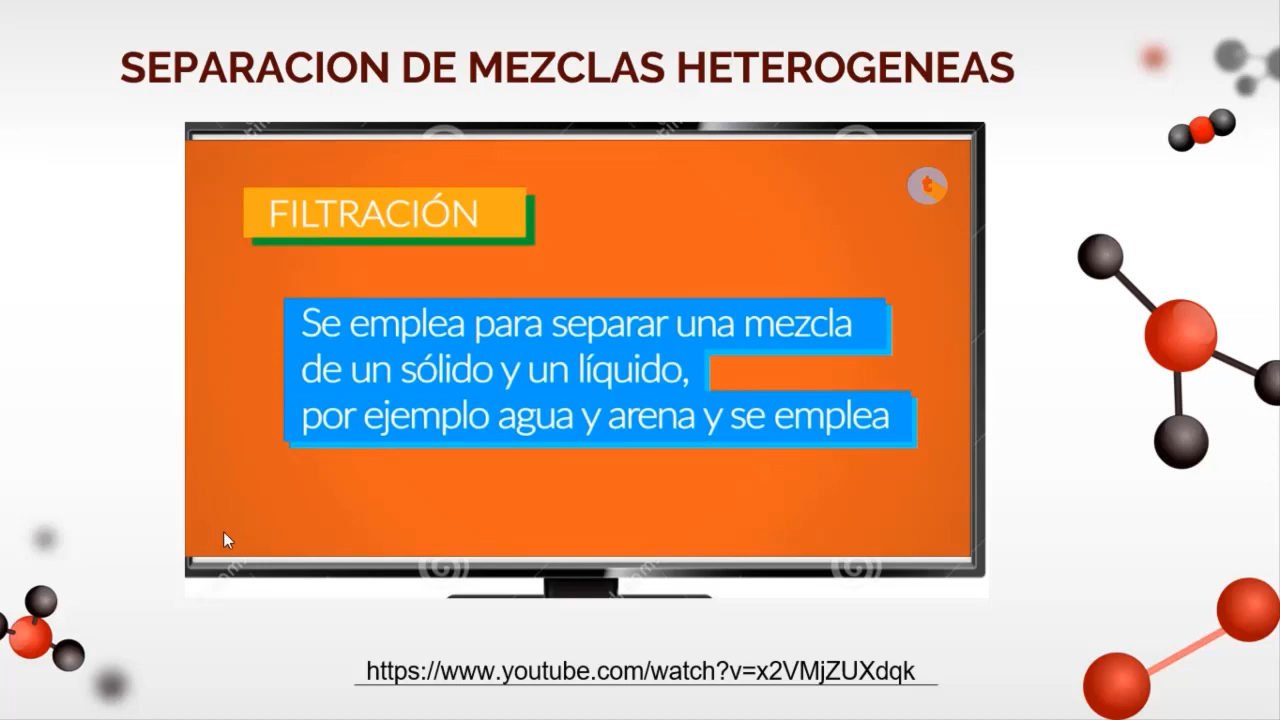 SEPARACION DE MEZCLAS HETEROGENEAS
t
FILTRACIÓN
Se emplea para separar una mezcla
de un sólido y un líquido,
por ejemplo agua y arena y se emplea
https://www.youtube.com/watch?v=x2VMjZUXdqk